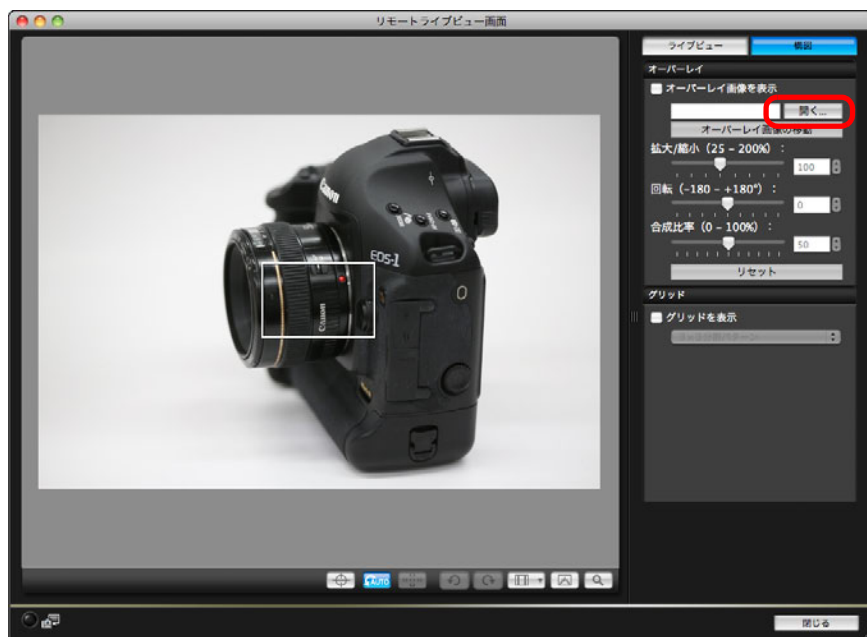 リモートライブビュー画面
ライブビュー
構図
オーバーレイ
オーバーレイ画像を表示
開く...
オーバーレイ画像の移動
拡大/縮小（25 – 200%）：
100
回転（-180 – +180°）：
0
合成比率（0 – 100%）：
50
リセット
グリッド
グリッドを表示
Canon
EOS-1
Canon
AUTO
閉じる